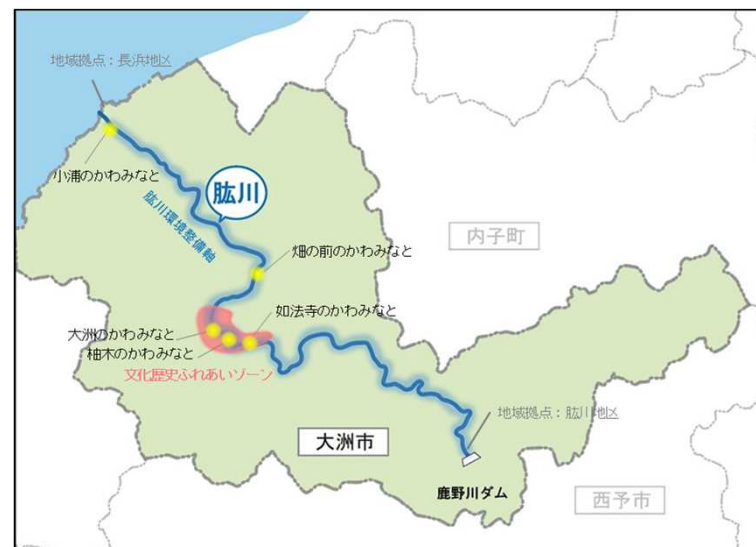 地域拠点：長浜地区
小浦のかわみなと
肱川
肱川環境整備軸
内子町
畑の前のかわみなと
如法寺のかわみなと
大洲のかわみなと
柚木のかわみなと
文化歴史ふれあいゾーン
地域拠点：肱川地区
大洲市
鹿野川ダム
西予市